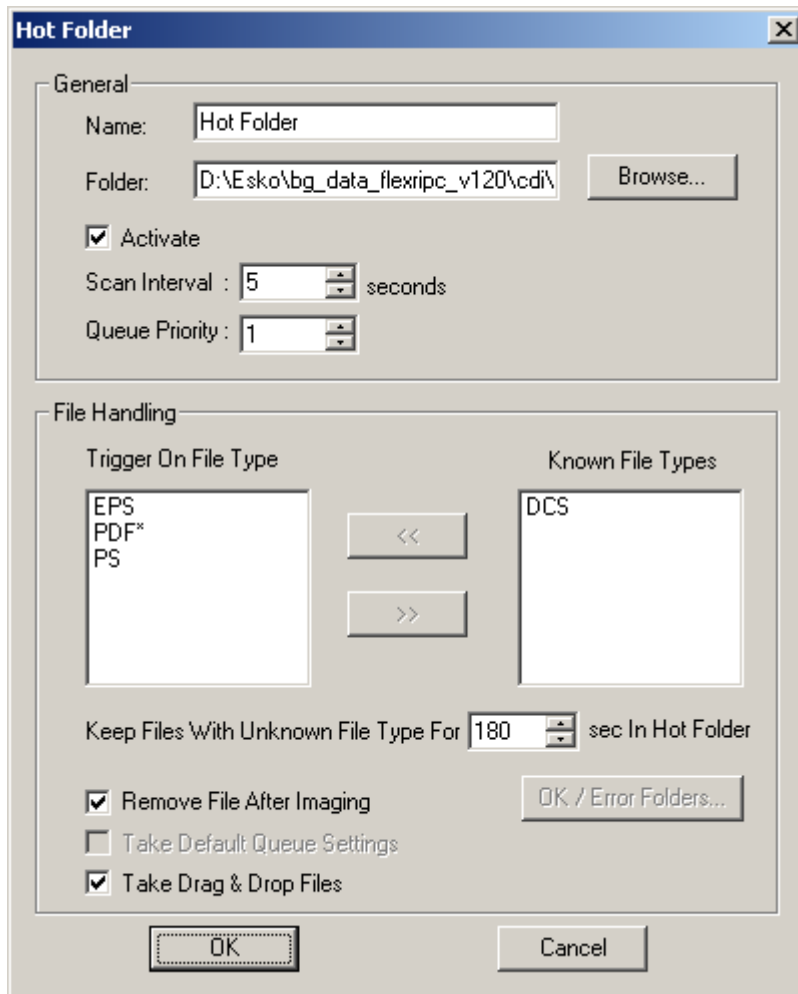 Hot Folder
General
Name: Hot Folder
Folder: D:\Esko\bg_data_flexripc_v120\cdi\ Browse...
Activate
Scan Interval : 5 seconds
Queue Priority : 1
File Handling
Trigger On File Type Known File Types
EPS DCS
PDF*
PS
<<
>>
Keep Files With Unknown File Type For 180 sec In Hot Folder
Remove File After Imaging OK / Error Folders...
Take Default Queue Settings
Take Drag & Drop Files
OK Cancel